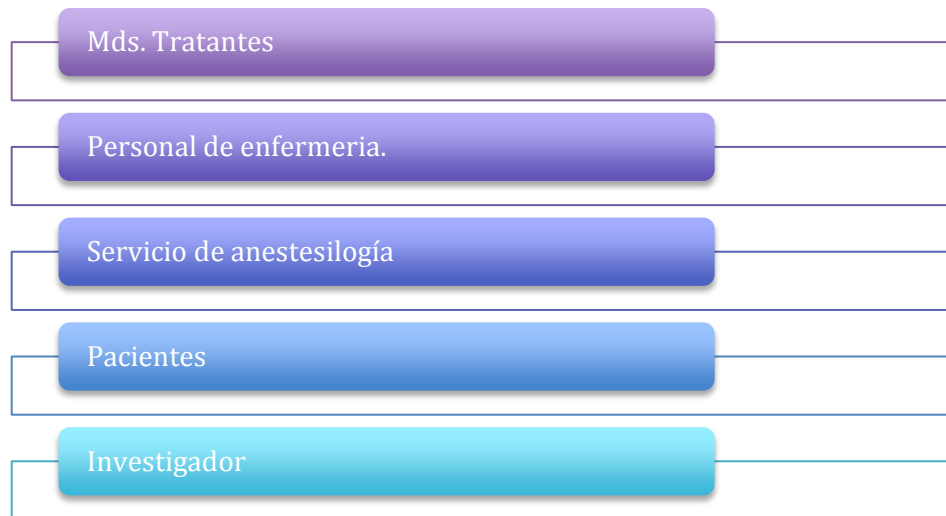 Mds. Tratantes
Personal de enfermeria.
Servicio de anestesilogía
Pacientes
Investigador